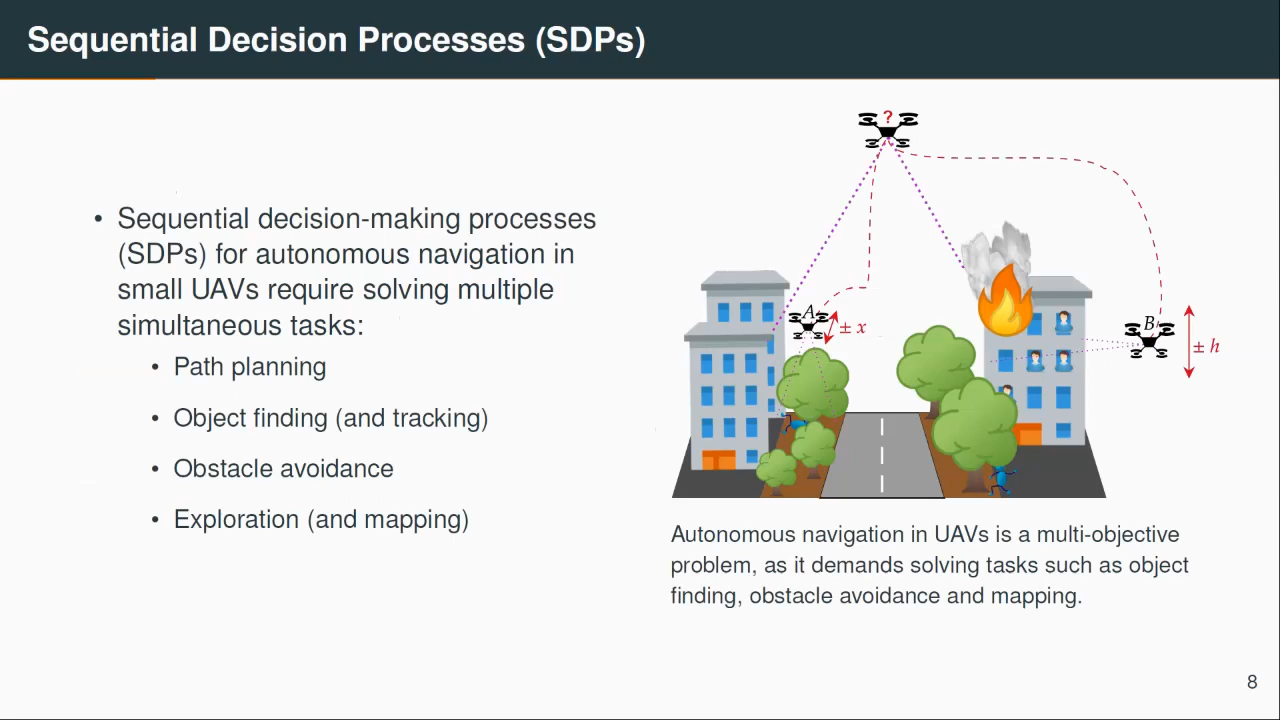 Sequential Decision Processes (SDPs)
• Sequential decision-making processes
(SDPs) for autonomous navigation in
small UAVs require solving multiple
simultaneous tasks:
• Path planning
• Object finding (and tracking)
• Obstacle avoidance
• Exploration (and mapping)
?
A
± x
B
± h
Autonomous navigation in UAVs is a multi-objective
problem, as it demands solving tasks such as object
finding, obstacle avoidance and mapping.
8